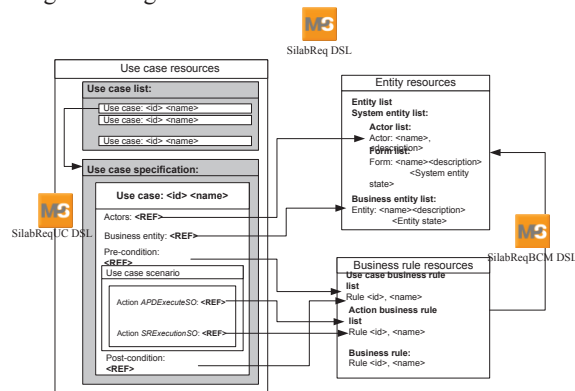 MS
SilabReq DSL
Use case resources
Use case list:
Use case: <id> <name>
Use case: <id> <name>
Use case: <id> <name>
Use case specification:
Use case: <id> <name>
Actors: <REF>
Business entity: <REF>
Pre-condition:
<REF>
Use case scenario
Action APDExecuteSO: <REF>
Action SRExecutionSO: <REF>
Post-condition:
<REF>
MS
SilabReqUC DSL
Entity resources
Entity list
System entity list:
Actor list:
Actor: <name>,
<description>
Form list:
Form: <name><description>
<System entity
state>
Business entity list:
Entity: <name><description>
<Entity state>
MS
SilabReqBCM DSL
Business rule resources
Use case business rule
list
Rule <id>, <name>
Action business rule
list
Rule <id>, <name>
Business rule:
Rule <id>, <name>